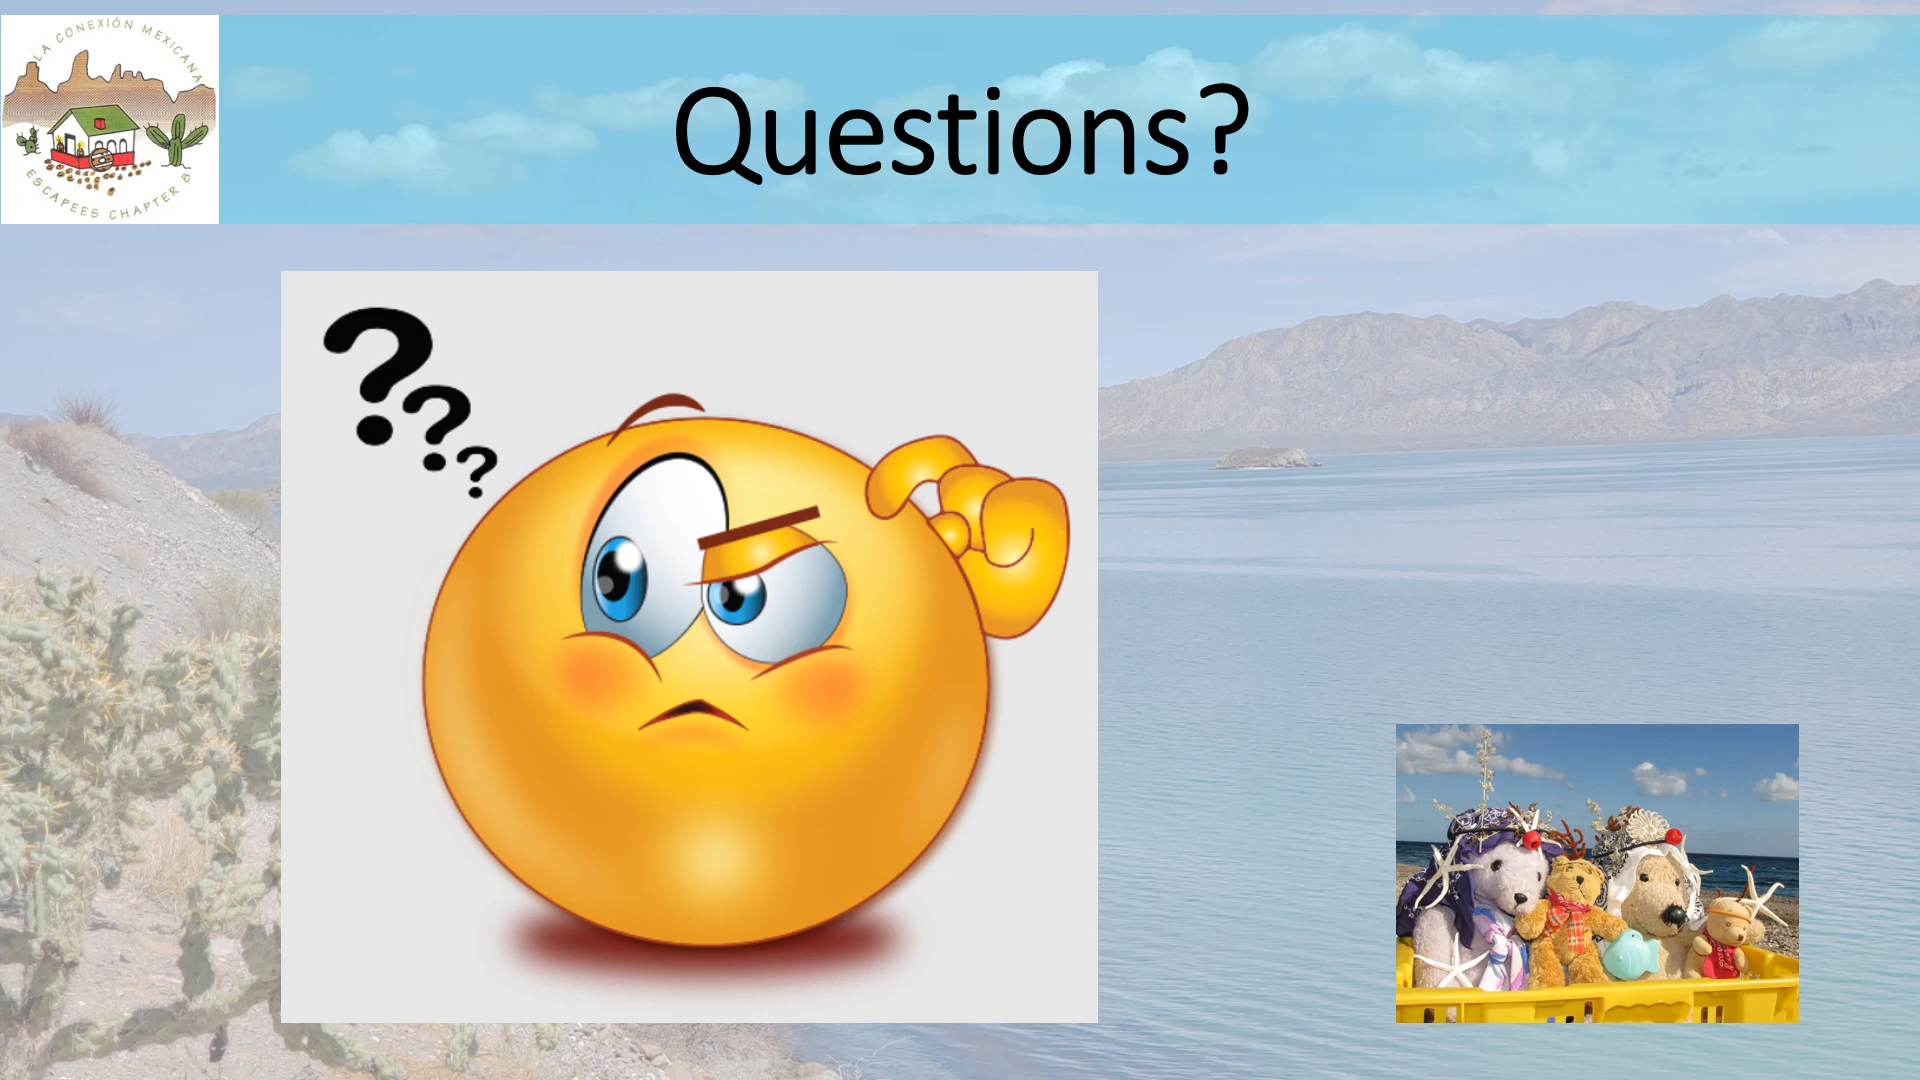 LA CONEXIÓN MEXICANA
ESCAPEES CHAPTER 8
Questions?
?
?
?